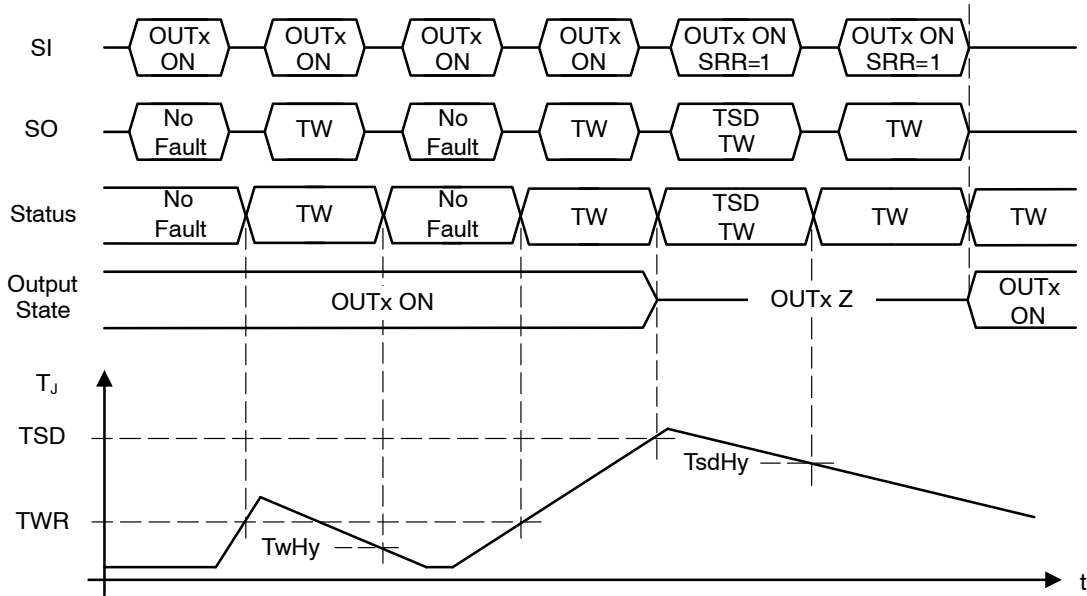 SI
OUTx ON
OUTx ON
OUTx ON
OUTx ON
OUTx ON SRR=1
OUTx ON SRR=1
SO
No Fault
TW
No Fault
TW
TSD TW
TW
Status
No Fault
TW
No Fault
TW
TSD TW
TW
TW
Output State
OUTx ON
OUTx Z
OUTx ON
TJ
TSD
TsdHy
TWR
TwHy
t